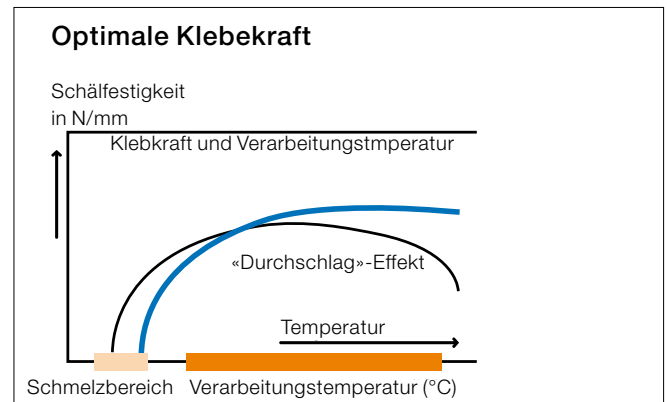 Optimale Klebekraft
Schälfestigkeit
in N/mm
Klebkraft und Verarbeitungstmperatur
«Durchschlag»-Effekt
Temperatur
Schmelzbereich
Verarbeitungstemperatur (°C)